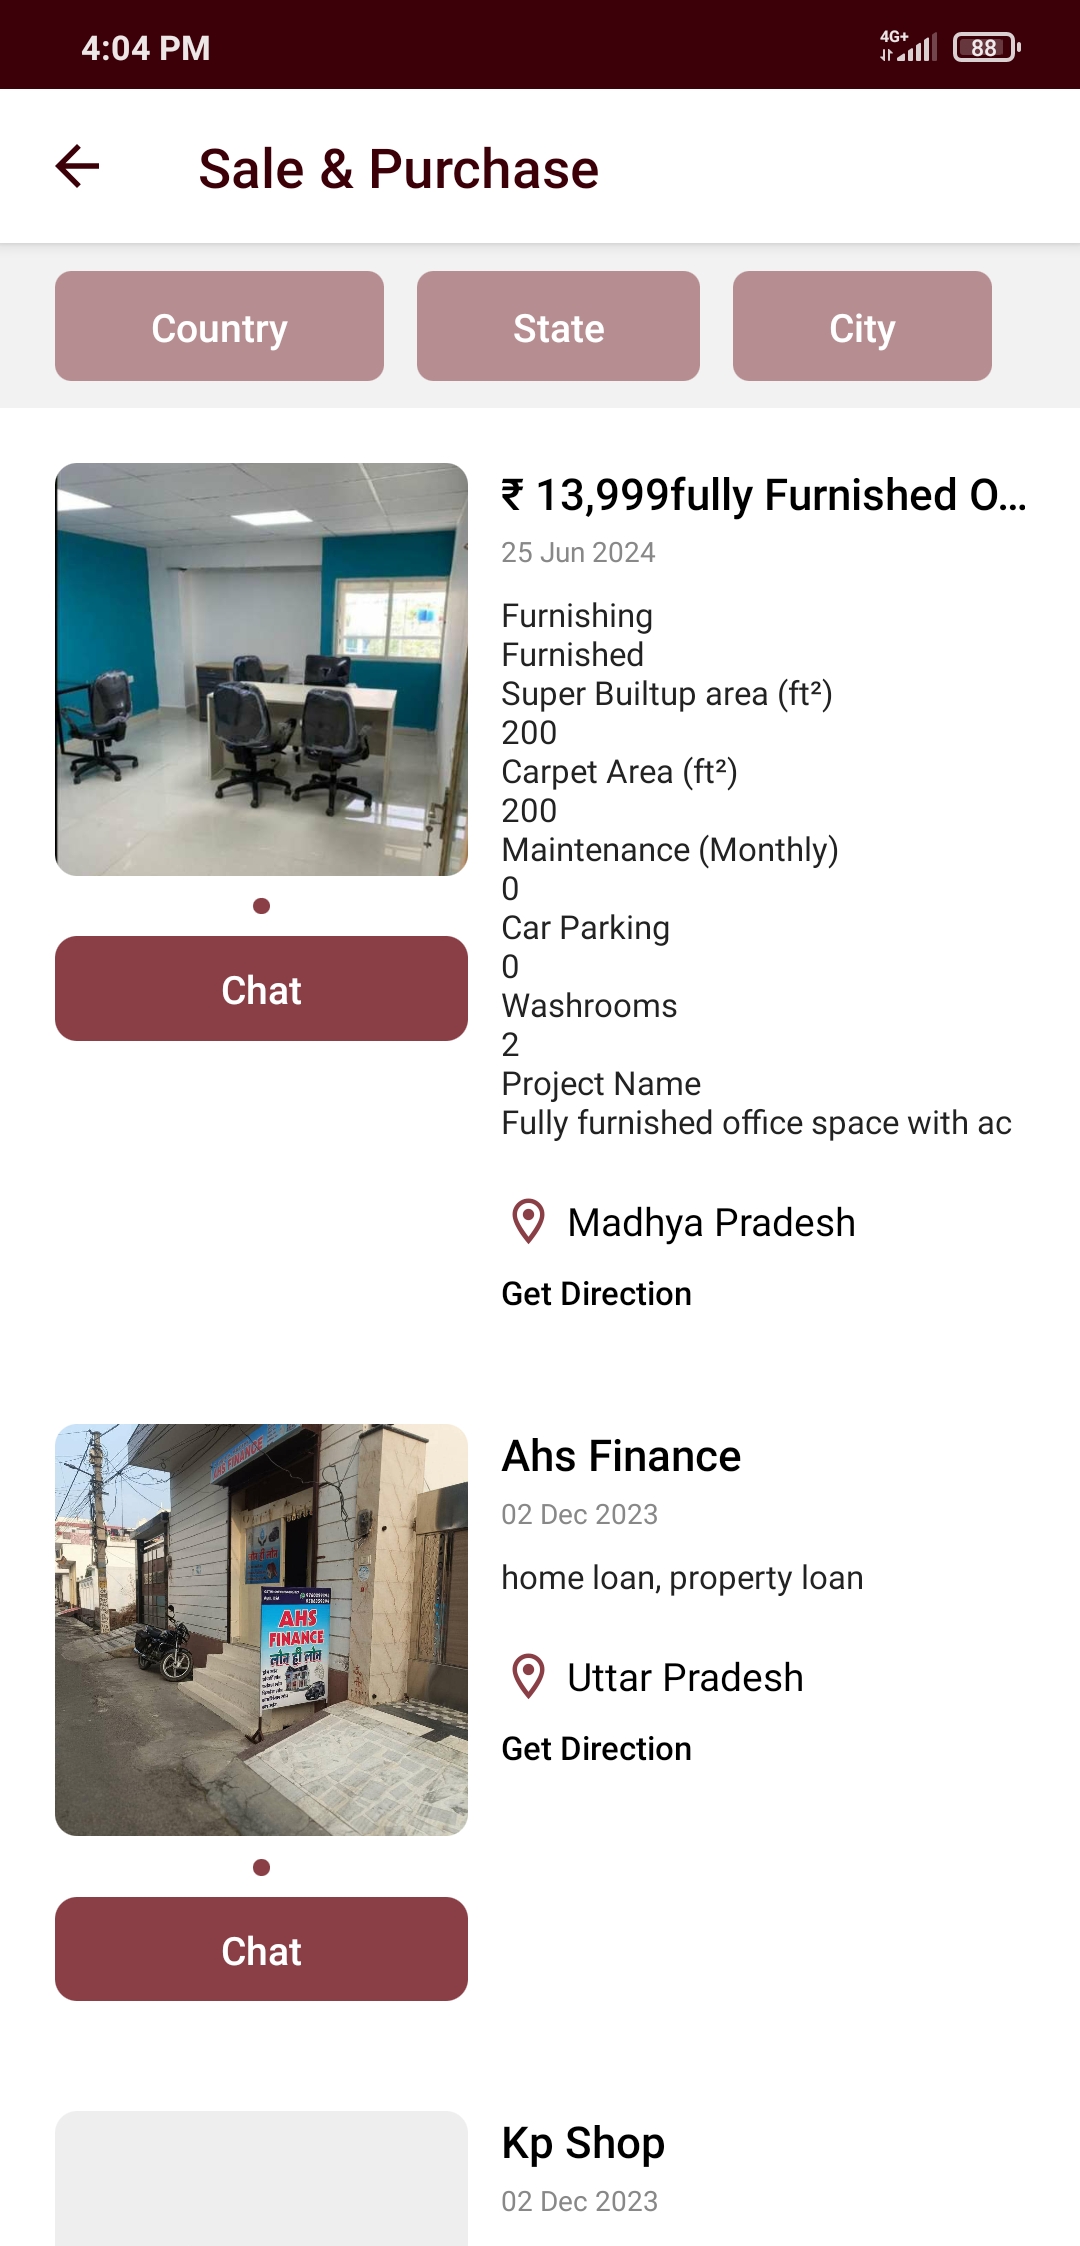 4:04 PM
4G+
88
Sale & Purchase
Country
State
City
₹ 13,999fully Furnished O...
25 Jun 2024
Furnishing
Furnished
Super Builtup area (ft²)
200
Carpet Area (ft²)
200
Maintenance (Monthly)
0
Car Parking
0
Washrooms
2
Project Name
Fully furnished office space with ac
Madhya Pradesh
Get Direction
Chat
AHS FINANCE
AHS
FINANCE
लोन ही लोन
Ahs Finance
02 Dec 2023
home loan, property loan
Uttar Pradesh
Get Direction
Chat
Kp Shop
02 Dec 2023